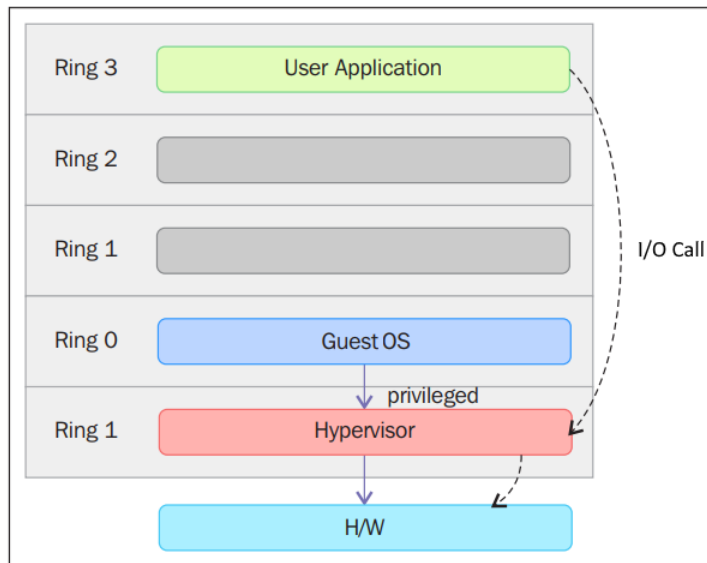 Ring 3
User Application
Ring 2
Ring 1
I/O Call
Ring 0
Guest OS
privileged
Ring 1
Hypervisor
H/W